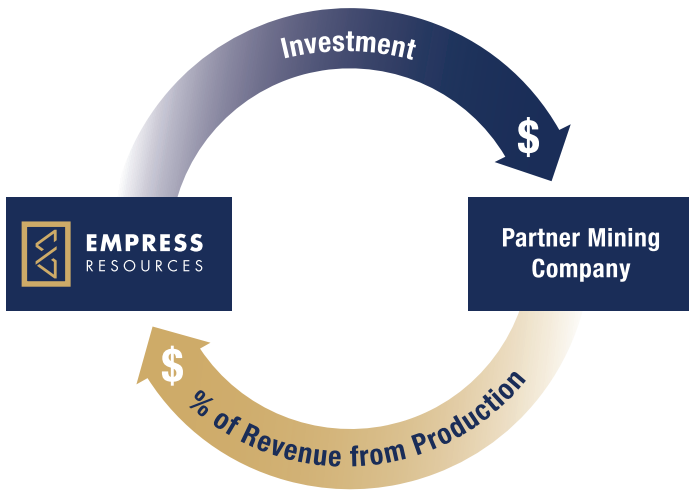 Investment
$
EMPRESS
RESOURCES
Partner Mining
Company
$
% of Revenue from Production